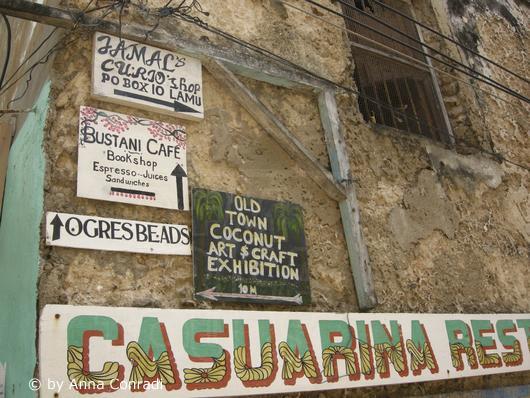 JAMAL'S
CURIO'Shop
PO BOX 10 LAMU
BUSTANI CAFÉ
Bookshop
Espresso--Juices
Sandwiches
OGRES BEADS
OLD
TOWN
COCONUT
ART $ CRAFT
EXHIBITION
10 M
CASUARINA REST
© by Anna Conradi